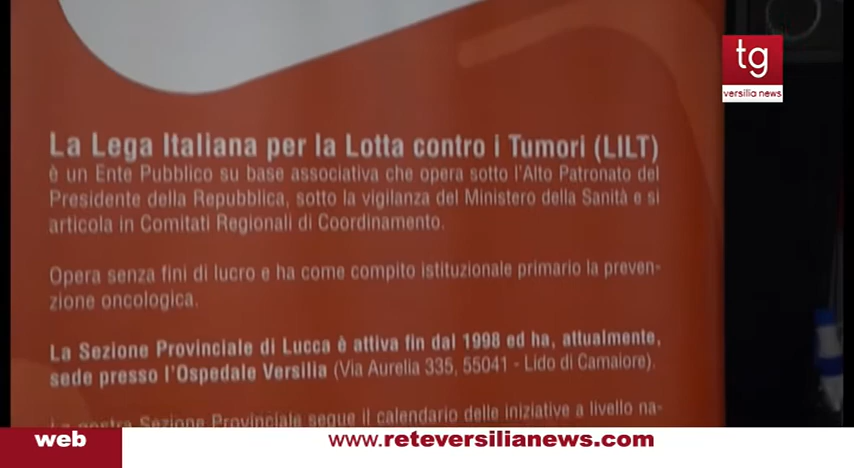 tg
versilia news
La Lega Italiana per la Lotta contro i Tumori (LILT)
è un Ente Pubblico su base associativa che opera sotto l'Alto Patronato del
Presidente della Repubblica, sotto la vigilanza del Ministero della Sanità e si
articola in Comitati Regionali di Coordinamento.
Opera senza fini di lucro e ha come compito istituzionale primario la preven-
zione oncologica.
La Sezione Provinciale di Lucca è attiva fin dal 1998 ed ha, attualmente,
sede presso l'Ospedale Versilia (Via Aurelia 335, 55041 - Lido di Camaiore).
La nostra Sezione Provinciale segue il calendario delle iniziative a livello na-
web
www.reteversilianews.com